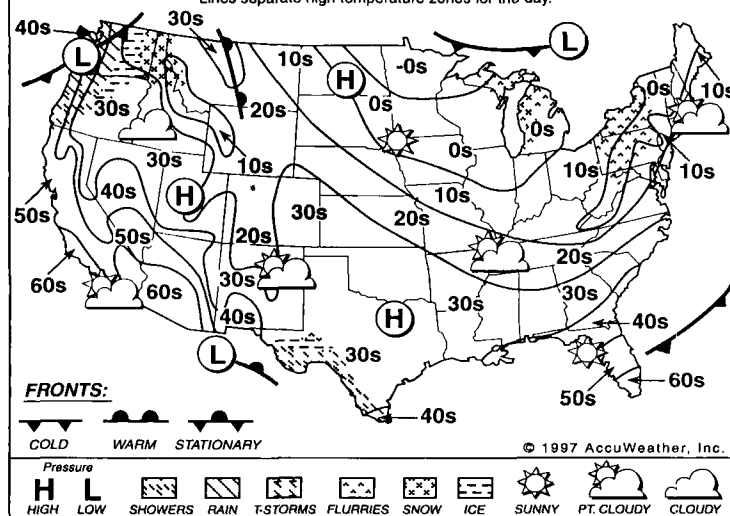 Lines separate high temperature zones for the day.
40s
30s
L
10s
H
-0s
L
0s
10s
20s
0s
30s
0s
0s
10s
30s
10s
10s
10s
40s
H
30s
20s
50s
50s
20s
20s
60s
60s
30s
40s
H
30s
30s
40s
L
30s
50s
60s
40s
FRONTS:
COLD WARM STATIONARY
© 1997 AccuWeather, Inc.
Pressure
H L
HIGH LOW SHOWERS RAIN T-STORMS FLURRIES SNOW ICE SUNNY PT. CLOUDY CLOUDY